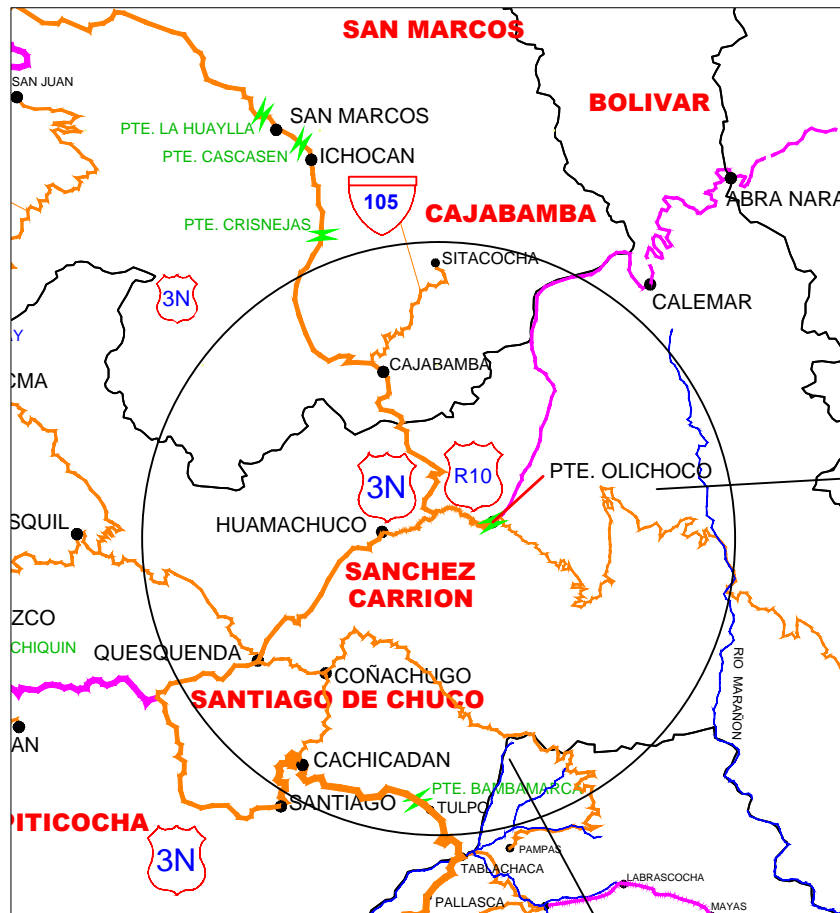 SAN MARCOS
SAN JUAN
BOLIVAR
SAN MARCOS
PTE. LA HUAYLLA
PTE. CASCASEN
ICHOCAN
105
ABRA NARA
CAJABAMBA
PTE. CRISNEJAS
SITACOCHA
3N
CALEMAR
AY
CAJABAMBA
CMA
PTE. OLICHOCO
R10
3N
SQUIL
HUAMACHUCO
SANCHEZ
CARRION
ZCO
CHIQUIN
QUESQUENDA
COÑACHUGO
RIO MARAÑON
SANTIAGO DE CHUCO
AN
CACHICADAN
PTE. BAMBAMARCA
SANTIAGO
TULPO
PITICOCHA
3N
PAMPAS
TABLACHACA
LABRASCOCHA
PALLASCA
MAYAS